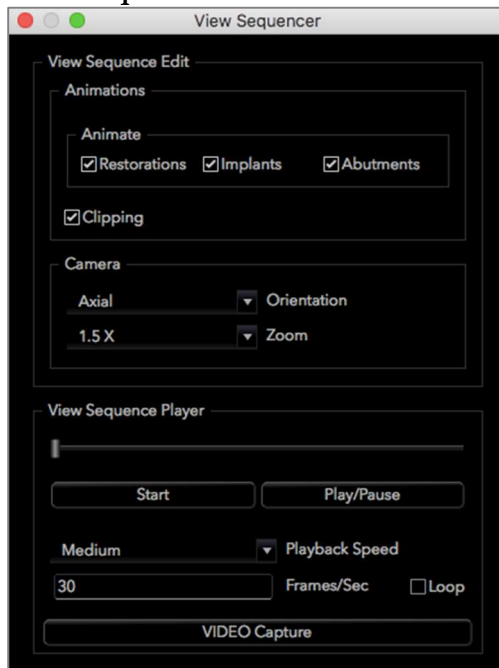 View Sequencer
View Sequence Edit
Animations
Animate
Restorations Implants Abutments
Clipping
Camera
Axial Orientation
1.5 X Zoom
View Sequence Player
Start Play/Pause
Medium Playback Speed
30 Frames/Sec Loop
VIDEO Capture